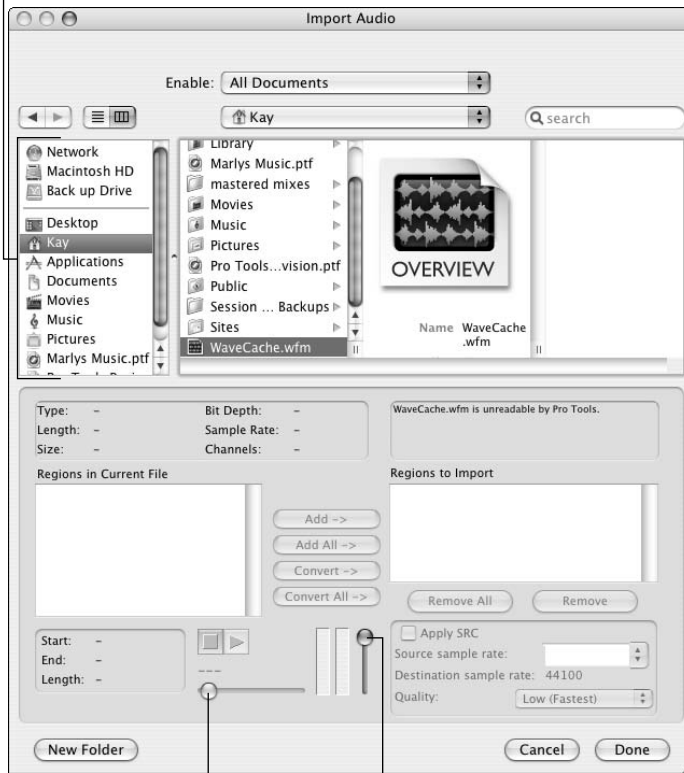 Import Audio
Enable: All Documents
Kay
search
Network
Macintosh HD
Back up Drive
Desktop
Kay
Applications
Documents
Movies
Music
Pictures
Marlys Music.ptf
Library
Marlys Music.ptf
mastered mixes
Movies
Music
Pictures
Pro Tools...vision.ptf
Public
Session ... Backups
Sites
WaveCache.wfm
OVERVIEW
Name WaveCache
.wfm
Type: –
Length: –
Size: –
Bit Depth: –
Sample Rate: –
Channels: –
WaveCache.wfm is unreadable by Pro Tools.
Regions in Current File
Regions to Import
Add ->
Add All ->
Convert ->
Convert All ->
Remove All
Remove
Start: –
End: –
Length: –
---
Apply SRC
Source sample rate:
Destination sample rate: 44100
Quality: Low (Fastest)
New Folder
Cancel
Done